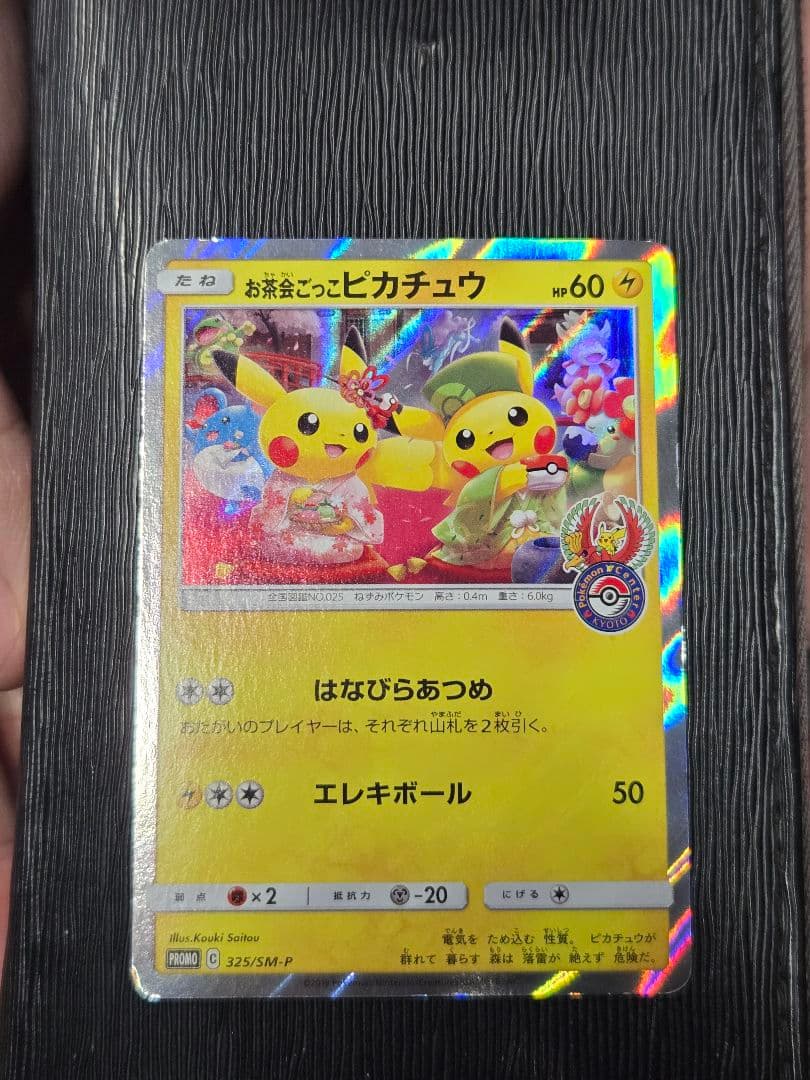 たね お茶会ごっこピカチュウ HP60
全国図鑑NO.025 ねずみポケモン 高さ:0.4m 重さ:6.0kg
Pokémon Center
KYOTO
はなびらあつめ
おたがいのプレイヤーは、それぞれ山札を2枚引く。
エレキボール 50
弱点 ×2 抵抗力 -20 にげる
Illus.Kouki Saitou
電気を ため込む 性質。 ピカチュウが
群れて 暮らす 森は 落雷が 絶えず 危険だ。
PROMO C 325/SM-P